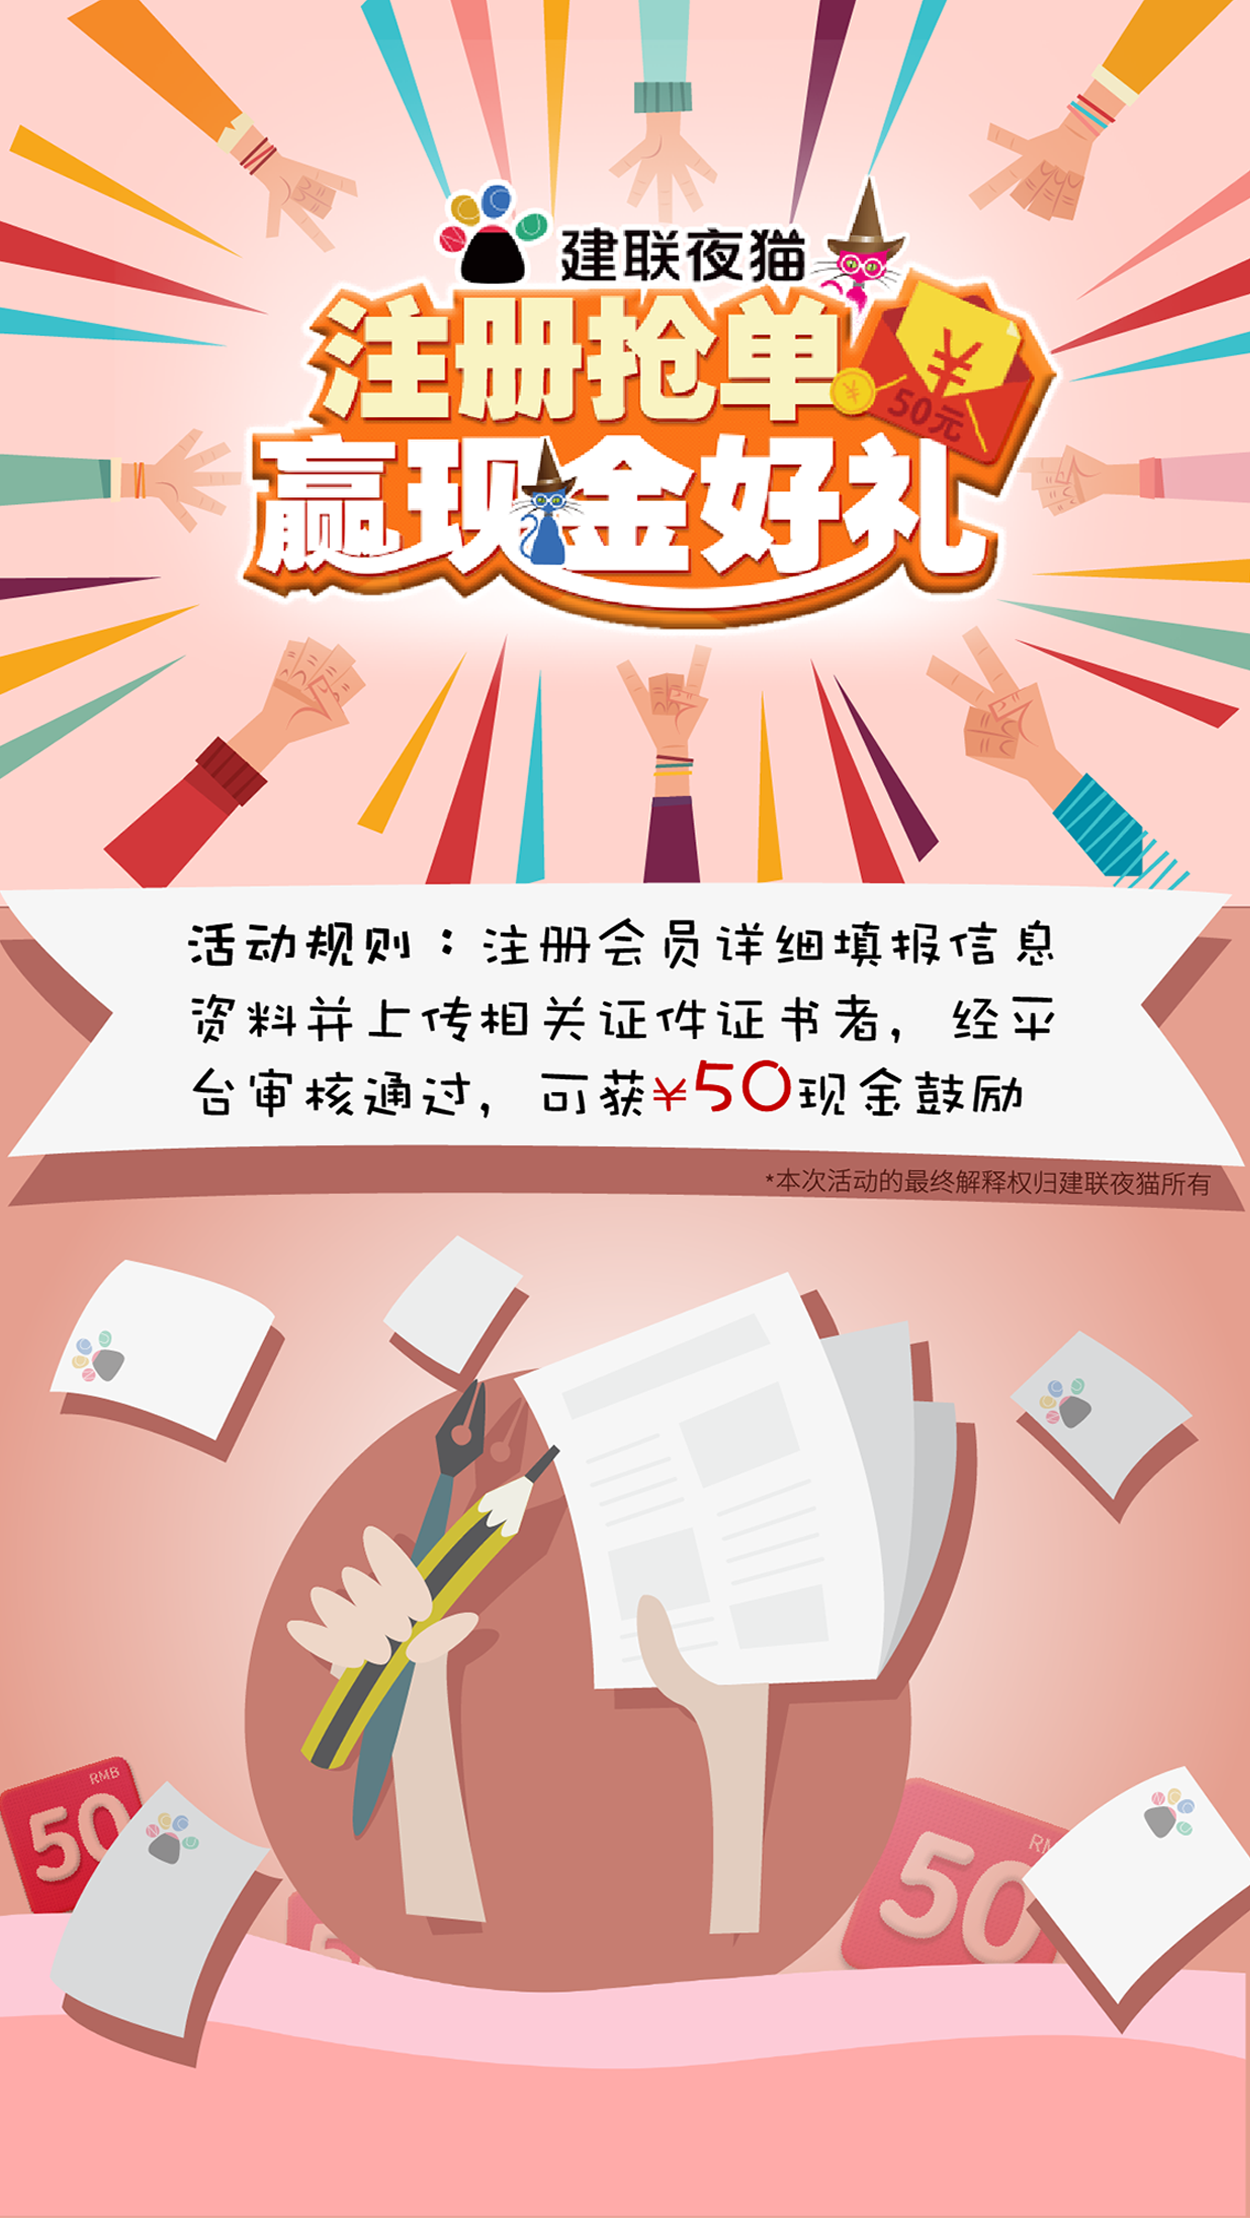 建联夜猫
注册抢单
¥
¥
50元
赢现金好礼
活动规则：注册会员详细填报信息
资料并上传相关证件证书者，经平
台审核通过，可获¥50现金鼓励
*本次活动的最终解释权归建联夜猫所有
RMB
50
50